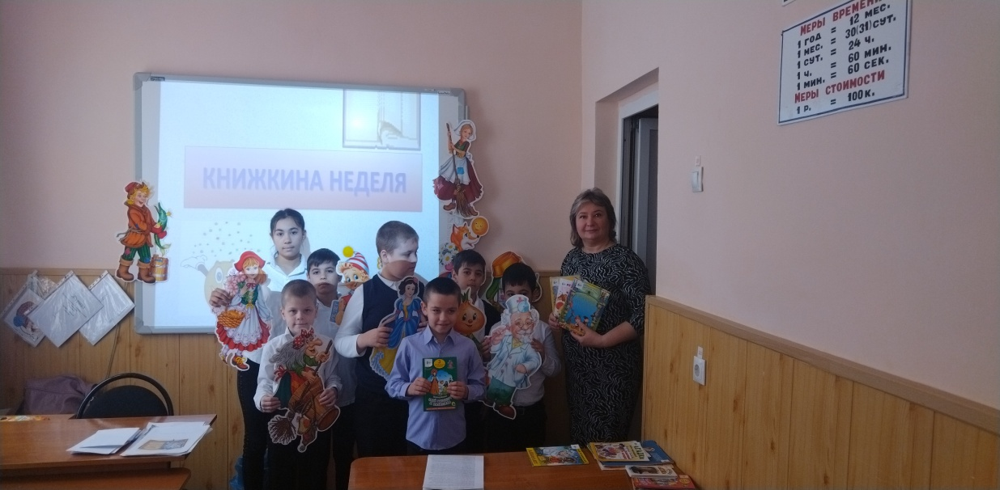 КНИЖКИНА НЕДЕЛЯ
МЕРЫ ВРЕМЕНИ
1 ГОД = 12 МЕС.
1 МЕС. = 30(31) СУТ.
1 СУТ. = 24 Ч.
1 Ч. = 60 МИН.
1 МИН. = 60 СЕК.
МЕРЫ СТОИМОСТИ
1 Р. = 100 К.